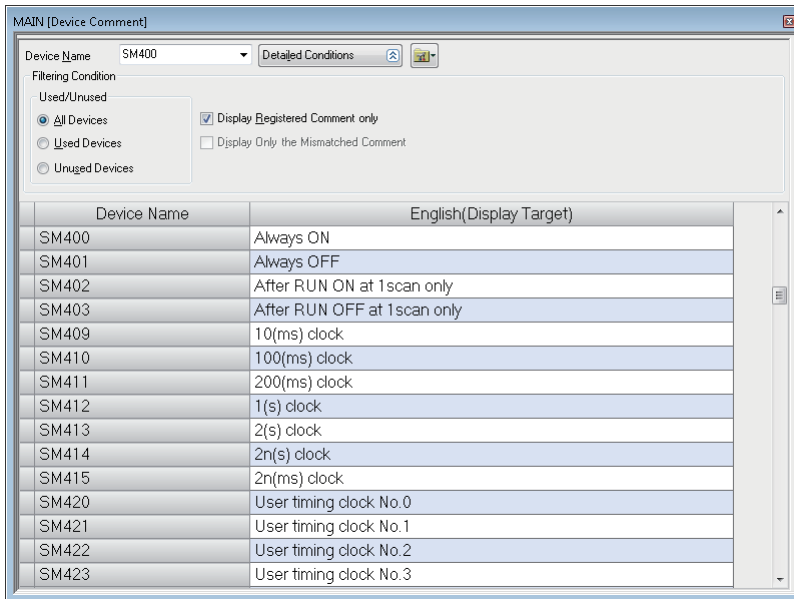 MAIN [Device Comment]
Device Name SM400 Detailed Conditions
Filtering Condition
Used/Unused
All Devices
Used Devices
Unused Devices
Display Registered Comment only
Display Only the Mismatched Comment
Device Name English(Display Target)
SM400 Always ON
SM401 Always OFF
SM402 After RUN ON at 1scan only
SM403 After RUN OFF at 1scan only
SM409 10(ms) clock
SM410 100(ms) clock
SM411 200(ms) clock
SM412 1(s) clock
SM413 2(s) clock
SM414 2n(s) clock
SM415 2n(ms) clock
SM420 User timing clock No.0
SM421 User timing clock No.1
SM422 User timing clock No.2
SM423 User timing clock No.3